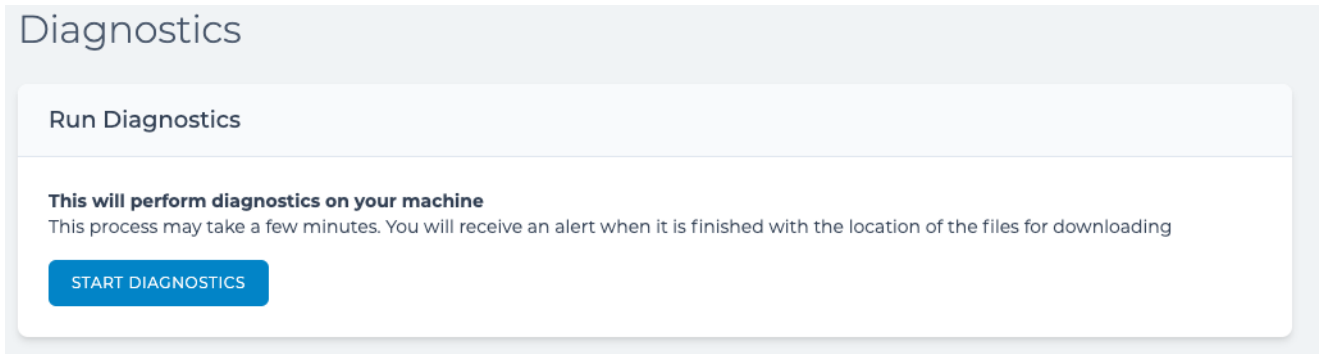 Diagnostics
Run Diagnostics
This will perform diagnostics on your machine
This process may take a few minutes. You will receive an alert when it is finished with the location of the files for downloading
START DIAGNOSTICS